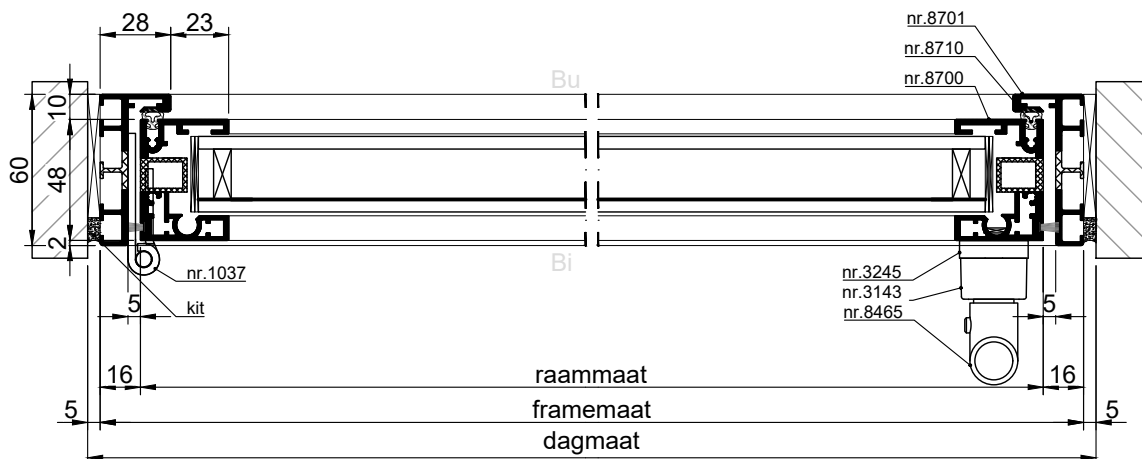 28
23
nr.8701
nr.8710
nr.8700
Bu
10
60
48
2
Bi
nr.1037
kit
nr.3245
nr.3143
nr.8465
5
5
16
raammaat
16
5
framemaat
5
dagmaat